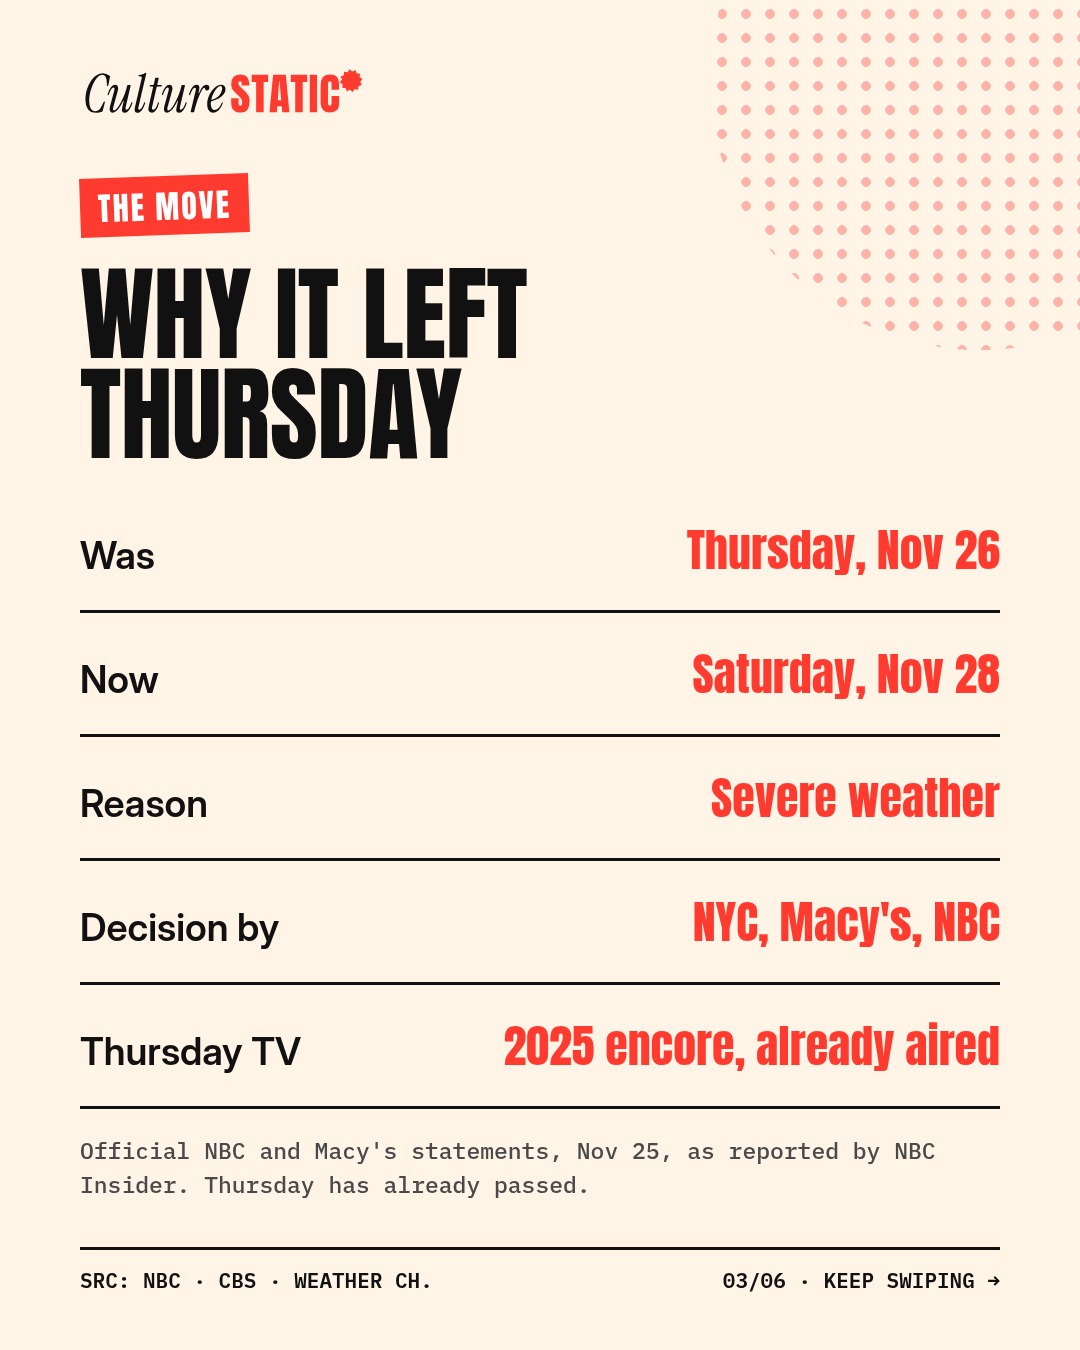 Culture STATIC
THE MOVE
WHY IT LEFT
THURSDAY
Was Thursday, Nov 26
Now Saturday, Nov 28
Reason Severe weather
Decision by NYC, Macy's, NBC
Thursday TV 2025 encore, already aired
Official NBC and Macy's statements, Nov 25, as reported by NBC
Insider. Thursday has already passed.
SRC: NBC · CBS · WEATHER CH. 03/06 · KEEP SWIPING →